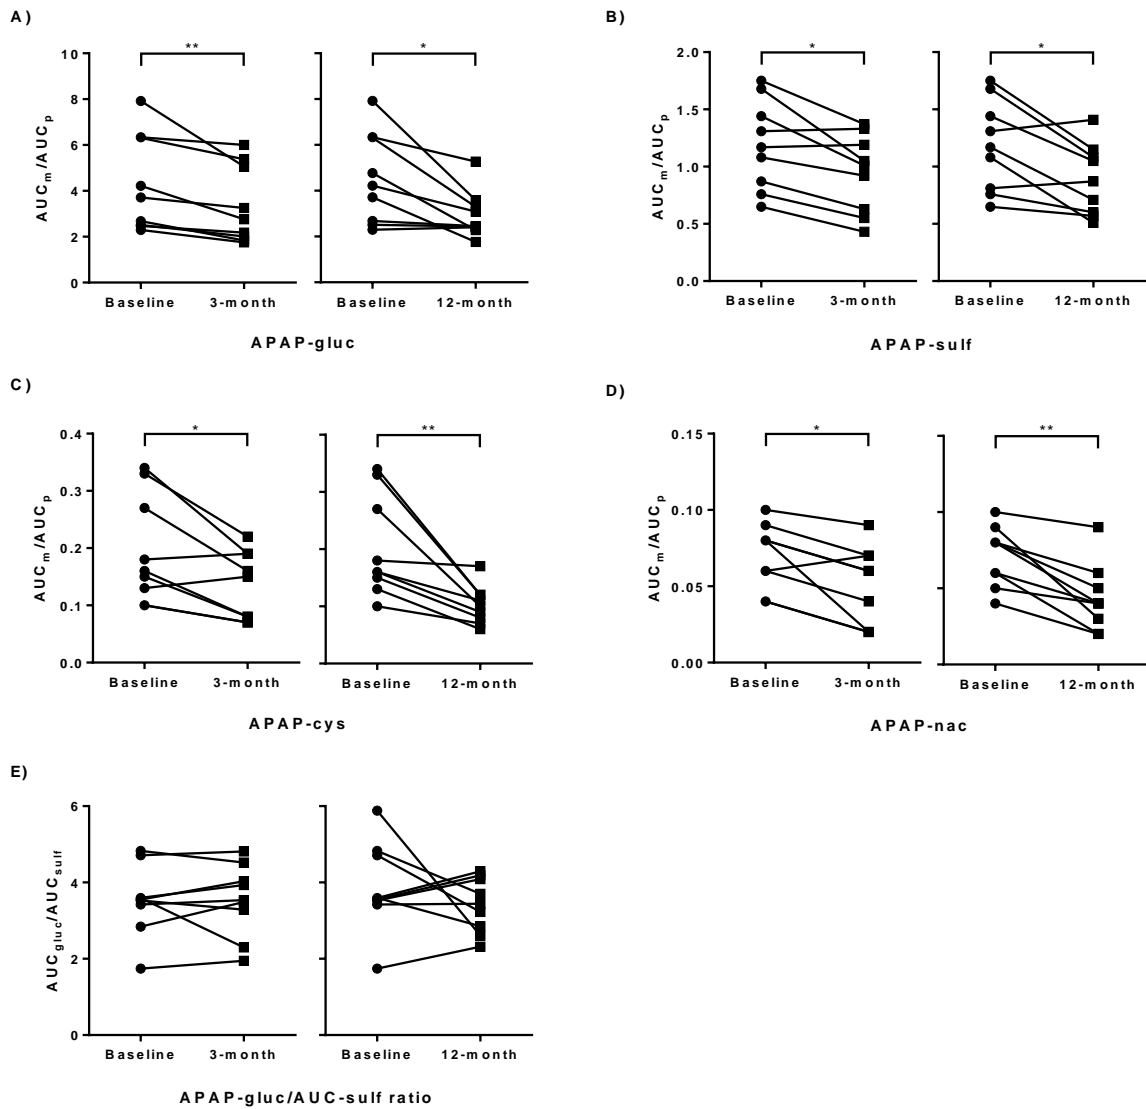 A)
B)
** *
* *
10
8
6
4
2
0
AUCm/AUCp
Baseline 3-month Baseline 12-month
APAP-gluc
2.0
1.5
1.0
0.5
0.0
AUCm/AUCp
Baseline 3-month Baseline 12-month
APAP-sulf
C)
D)
* **
* **
0.4
0.3
0.2
0.1
0.0
AUCm/AUCp
Baseline 3-month Baseline 12-month
APAP-cys
0.15
0.10
0.05
0.00
AUCm/AUCp
Baseline 3-month Baseline 12-month
APAP-nac
E)
6
4
2
0
AUCgluc/AUCsulf
Baseline 3-month Baseline 12-month
APAP-gluc/AUC-sulf ratio